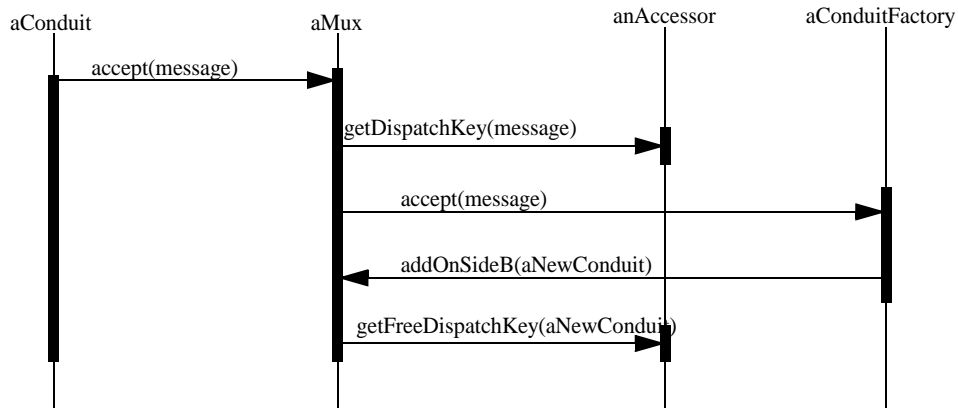 aConduit
aMux
anAccessor
aConduitFactory
accept(message)
getDispatchKey(message)
accept(message)
addOnSideB(aNewConduit)
getFreeDispatchKey(aNewConduit)